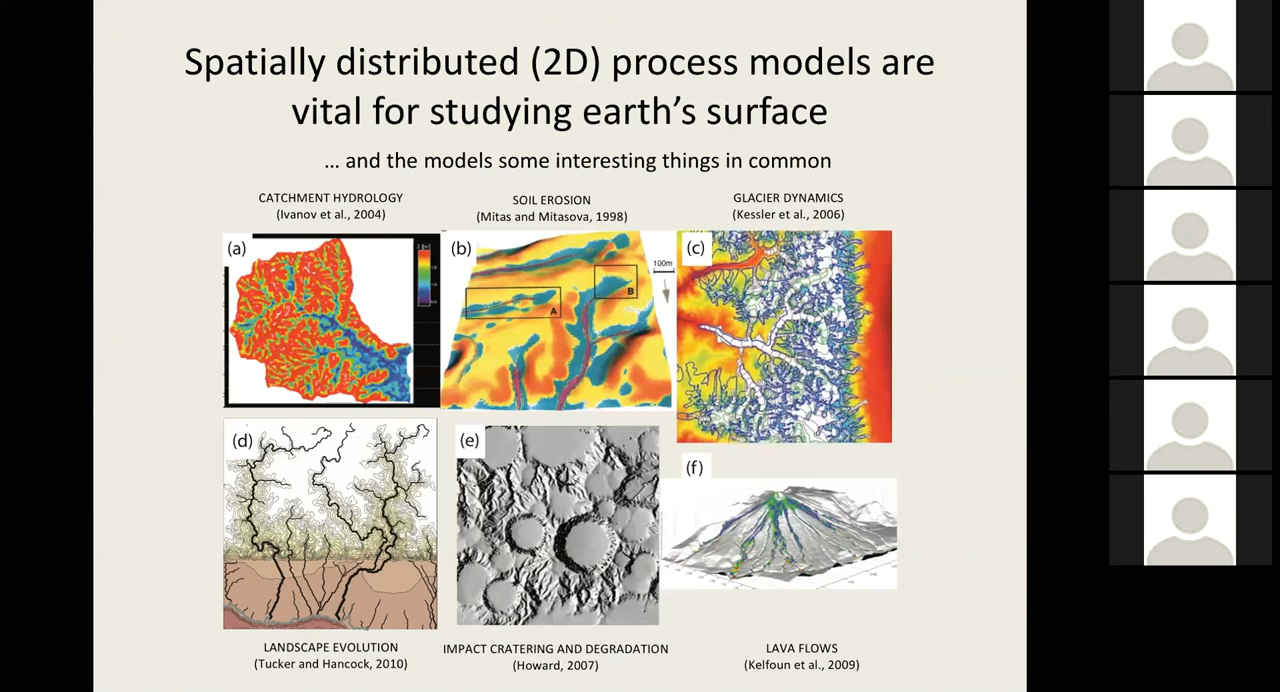 Spatially distributed (2D) process models are
vital for studying earth's surface
... and the models some interesting things in common
CATCHMENT HYDROLOGY
(Ivanov et al., 2004)
SOIL EROSION
(Mitas and Mitasova, 1998)
GLACIER DYNAMICS
(Kessler et al., 2006)
(a)
(b)
100m
A
B
(c)
(d)
(e)
(f)
LANDSCAPE EVOLUTION
(Tucker and Hancock, 2010)
IMPACT CRATERING AND DEGRADATION
(Howard, 2007)
LAVA FLOWS
(Kelfoun et al., 2009)